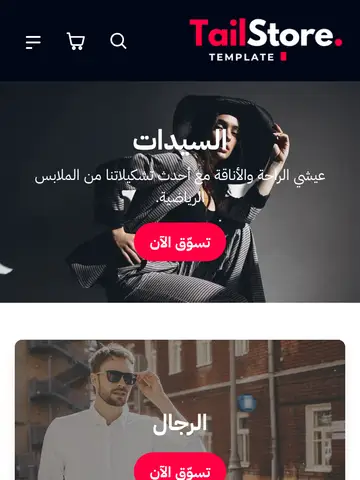 TailStore.
TEMPLATE
السيدات
عيشي الراحة والأناقة مع أحدث تشكيلاتنا من الملابس
الرياضية.
تسوّق الآن
الرجال
تسوّق الآن